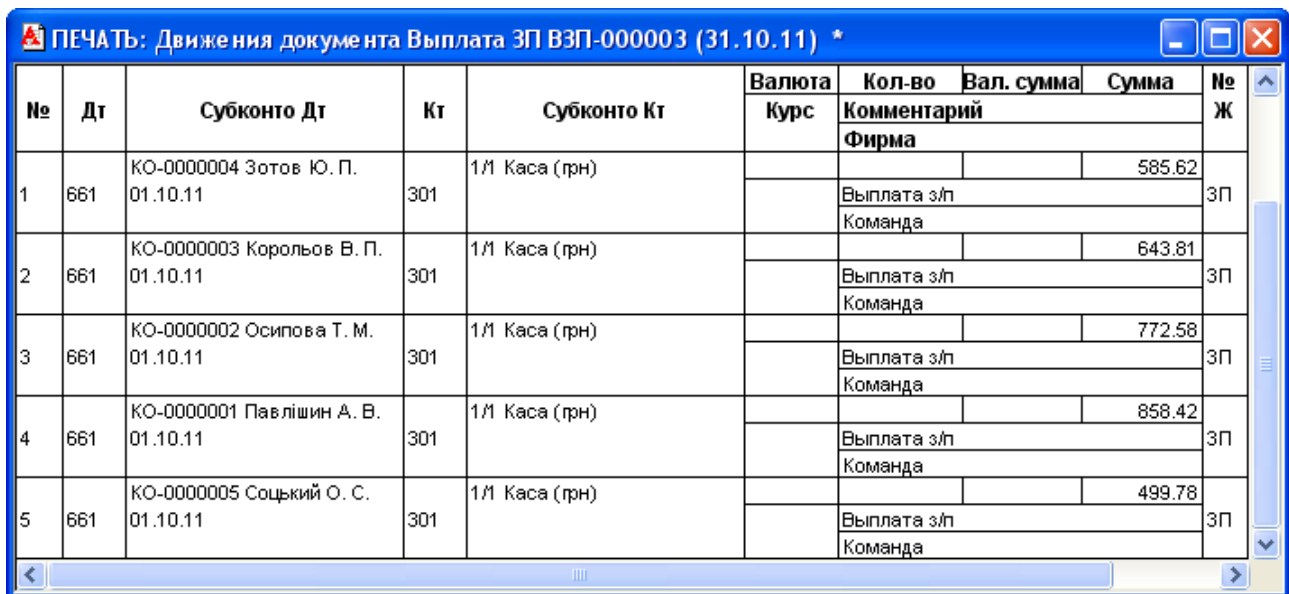 ПЕЧАТЬ: Движения документа Выплата ЗП ВЗП-000003 (31.10.11) *
№ Дт Субконто Дт Кт Субконто Кт Валюта Кол-во Вал. сумма Сумма №
Курс Комментарий Ж
Фирма
КО-0000004 Зотов Ю. П. 1/1 Каса (грн) 585.62
1 661 01.10.11 301 Выплата з/п ЗП
Команда
КО-0000003 Корольов В. П. 1/1 Каса (грн) 643.81
2 661 01.10.11 301 Выплата з/п ЗП
Команда
КО-0000002 Осипова Т. М. 1/1 Каса (грн) 772.58
3 661 01.10.11 301 Выплата з/п ЗП
Команда
КО-0000001 Павлішин А. В. 1/1 Каса (грн) 858.42
4 661 01.10.11 301 Выплата з/п ЗП
Команда
КО-0000005 Соцький О. С. 1/1 Каса (грн) 499.78
5 661 01.10.11 301 Выплата з/п ЗП
Команда